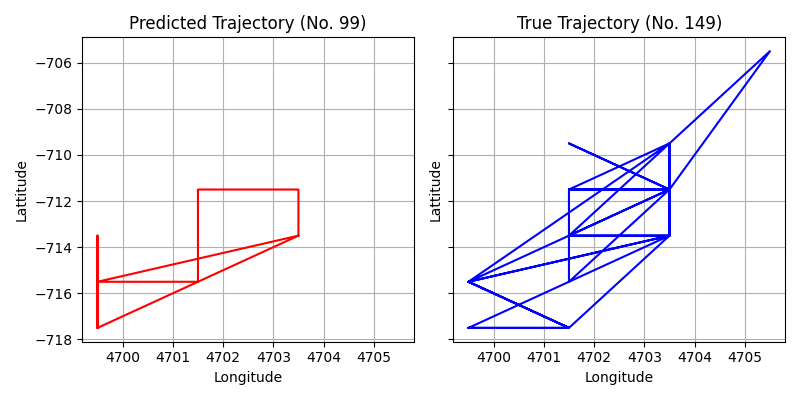 Predicted Trajectory (No. 99)
True Trajectory (No. 149)
−706
−708
−710
−712
−714
−716
−718
Lattitude
Lattitude
4700 4701 4702 4703 4704 4705
4700 4701 4702 4703 4704 4705
Longitude
Longitude